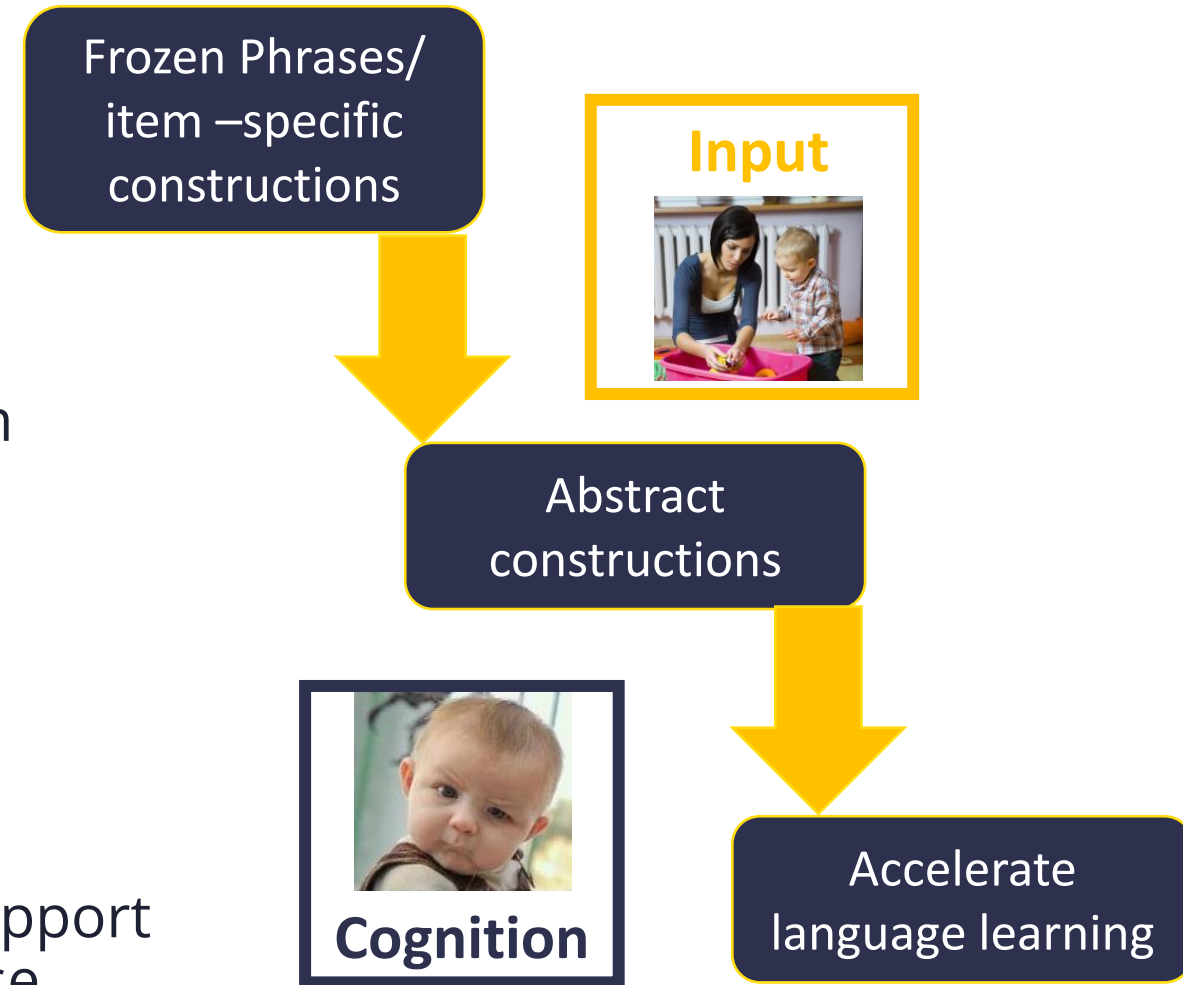 Frozen Phrases/
item –specific
constructions
Input
Abstract
constructions
Cognition
Accelerate
language learning